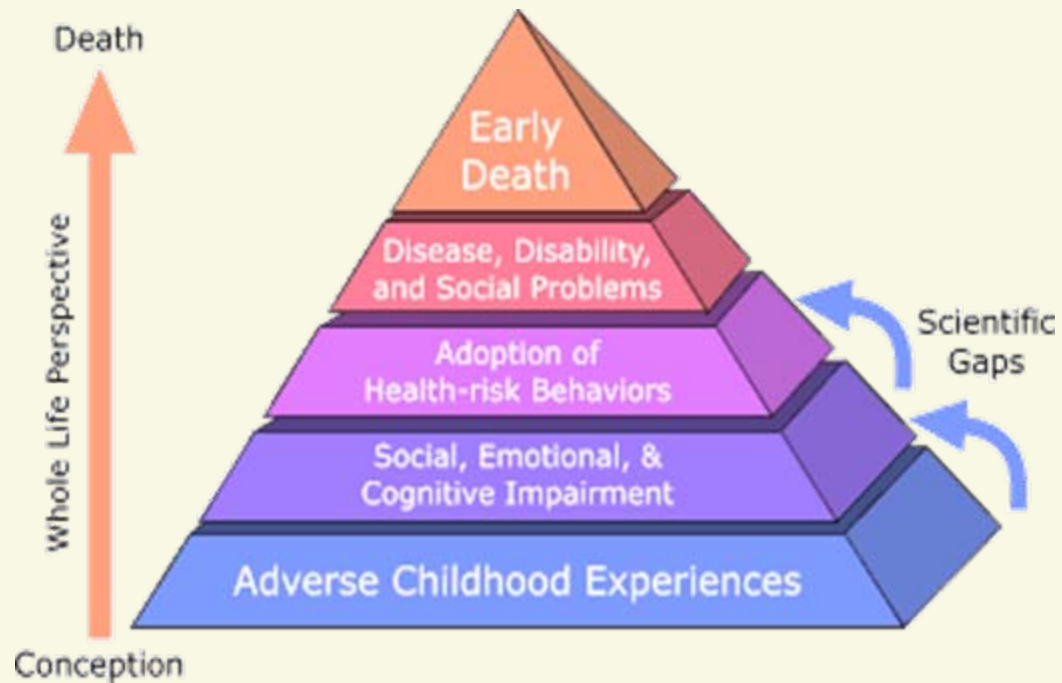 Death
Whole Life Perspective
Conception
Early
Death
Disease, Disability,
and Social Problems
Adoption of
Health-risk Behaviors
Social, Emotional, &
Cognitive Impairment
Adverse Childhood Experiences
Scientific
Gaps